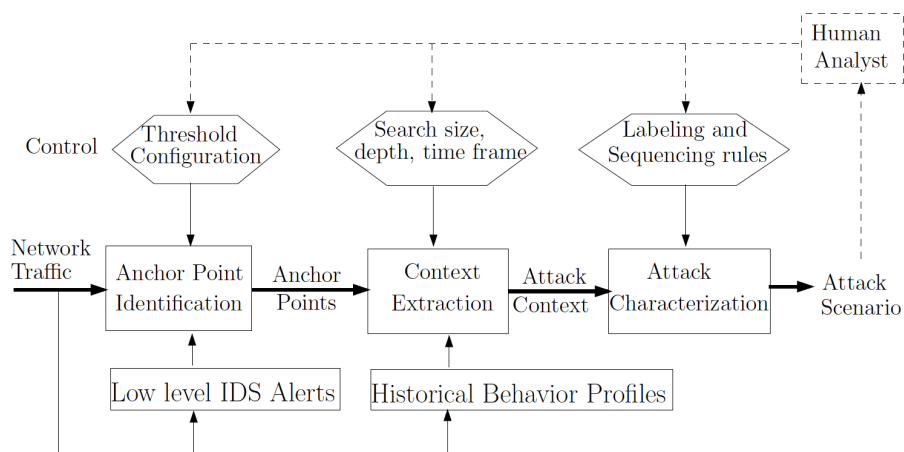 Human
Analyst
Control
Threshold
Configuration
Search size,
depth, time frame
Labeling and
Sequencing rules
Network
Traffic
Anchor Point
Identification
Anchor
Points
Context
Extraction
Attack
Context
Attack
Characterization
Attack
Scenario
Low level IDS Alerts
Historical Behavior Profiles